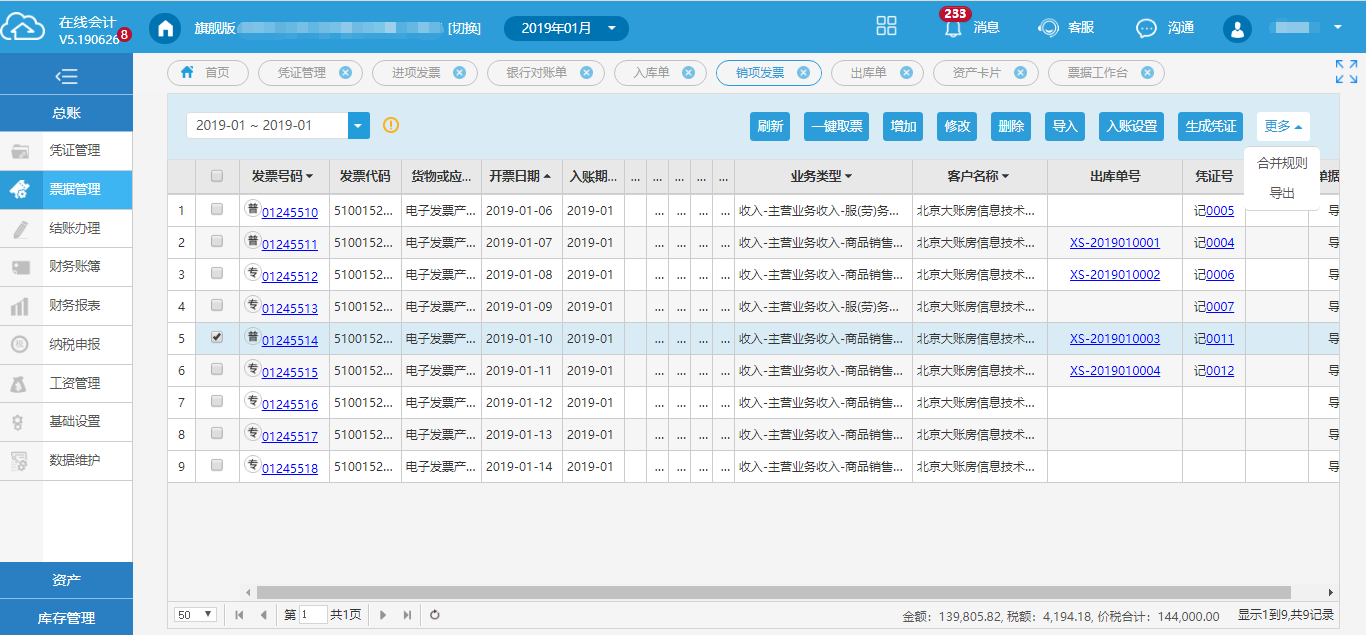 在线会计
V5.190626 8
旗舰版 [切换] 2019年01月 233 消息 客服 沟通
首页 凭证管理 进项发票 银行对账单 入库单 销项发票 出库单 资产卡片 票据工作台
总账
凭证管理
票据管理
结账办理
财务账簿
财务报表
纳税申报
工资管理
基础设置
数据维护
资产
库存管理
2019-01 ~ 2019-01 刷新 一键取票 增加 修改 删除 导入 入账设置 生成凭证 更多
合并规则
导出
发票号码 发票代码 货物或应... 开票日期 入账期... ... ... ... ... ... 业务类型 客户名称 出库单号 凭证号 单据
1 普 01245510 5100152... 电子发票产... 2019-01-06 2019-01 ... ... ... ... 收入-主营业务收入-服(劳)务... 北京大账房信息技术... 记0005 导
2 普 01245511 5100152... 电子发票产... 2019-01-07 2019-01 ... ... ... ... 收入-主营业务收入-商品销售... 北京大账房信息技术... XS-2019010001 记0004 导
3 专 01245512 5100152... 电子发票产... 2019-01-08 2019-01 ... ... ... ... 收入-主营业务收入-商品销售... 北京大账房信息技术... XS-2019010002 记0006 导
4 专 01245513 5100152... 电子发票产... 2019-01-09 2019-01 ... ... ... ... 收入-主营业务收入-服(劳)务... 北京大账房信息技术... 记0007 导
5 普 01245514 5100152... 电子发票产... 2019-01-10 2019-01 ... ... ... ... 收入-主营业务收入-商品销售... 北京大账房信息技术... XS-2019010003 记0011 导
6 专 01245515 5100152... 电子发票产... 2019-01-11 2019-01 ... ... ... ... 收入-主营业务收入-商品销售... 北京大账房信息技术... XS-2019010004 记0012 导
7 专 01245516 5100152... 电子发票产... 2019-01-12 2019-01 ... ... ... ... 收入-主营业务收入-商品销售... 北京大账房信息技术... 导
8 专 01245517 5100152... 电子发票产... 2019-01-13 2019-01 ... ... ... ... 收入-主营业务收入-商品销售... 北京大账房信息技术... 导
9 专 01245518 5100152... 电子发票产... 2019-01-14 2019-01 ... ... ... ... 收入-主营业务收入-商品销售... 北京大账房信息技术... 导
50 第 1 共1页 金额：139,805.82, 税额：4,194.18, 价税合计：144,000.00 显示1到9,共9记录